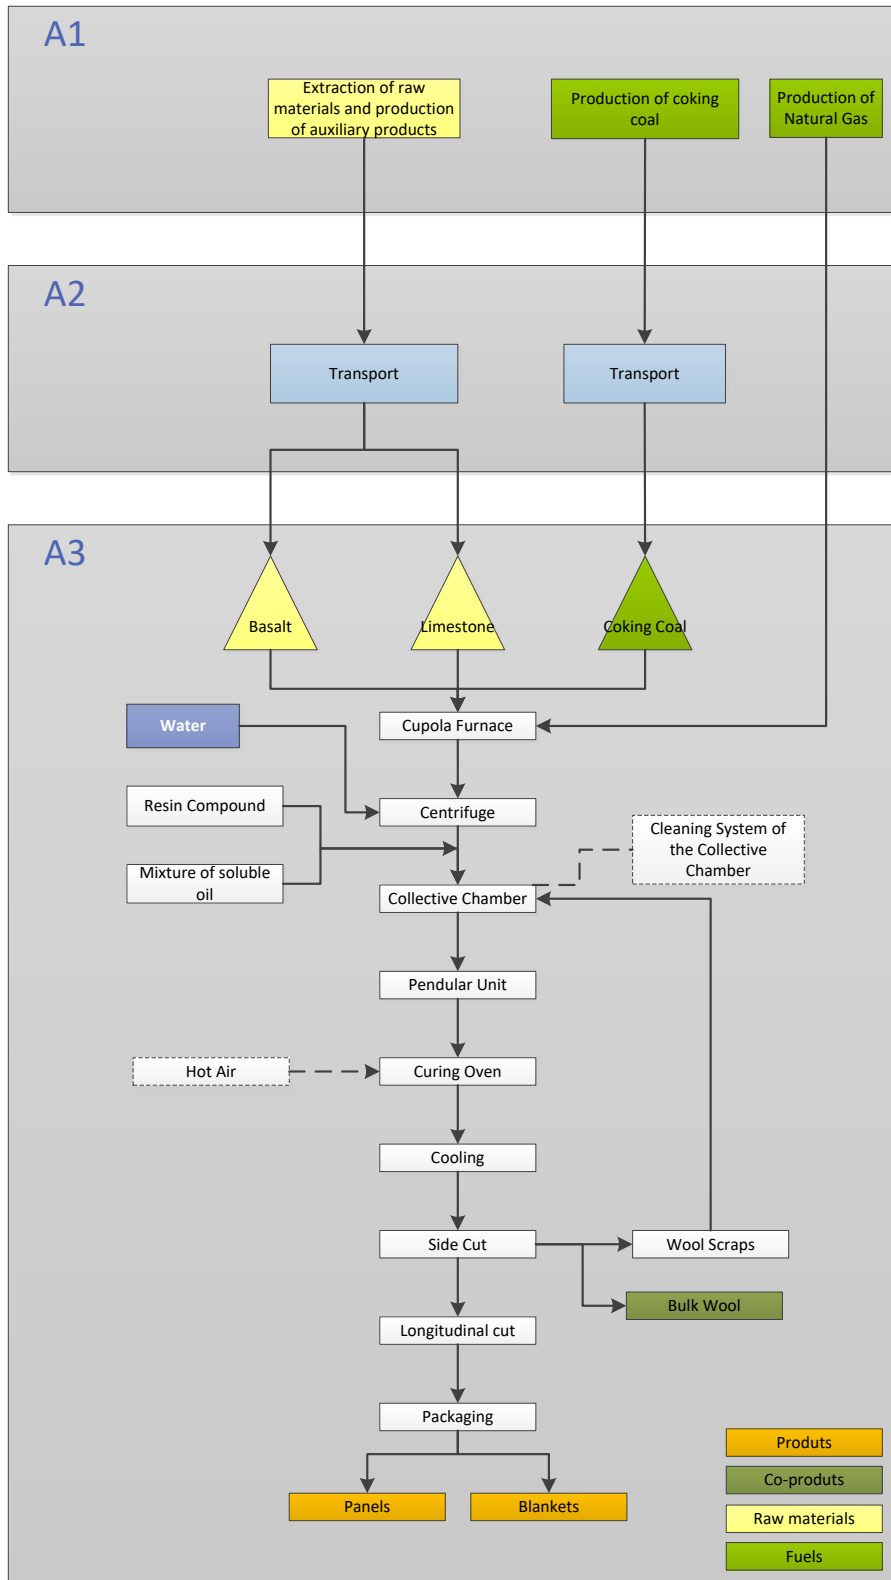 A1
Extraction of raw
materials and production
of auxiliary products
Production of coking
coal
Production of
Natural Gas
A2
Transport
Transport
A3
Basalt
Limestone
Coking Coal
Water
Cupola Furnace
Resin Compound
Centrifuge
Cleaning System of
the Collective
Chamber
Mixture of soluble
oil
Collective Chamber
Pendular Unit
Hot Air
Curing Oven
Cooling
Side Cut
Wool Scraps
Bulk Wool
Longitudinal cut
Packaging
Panels
Blankets
Produts
Co-produts
Raw materials
Fuels